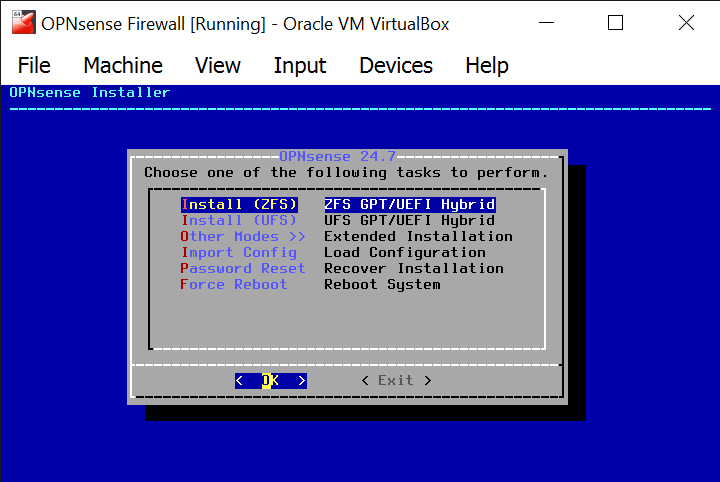 OPNsense Firewall [Running] - Oracle VM VirtualBox
File Machine View Input Devices Help
OPNsense Installer
OPNsense 24.7
Choose one of the following tasks to perform.
Install (ZFS) ZFS GPT/UEFI Hybrid
Install (UFS) UFS GPT/UEFI Hybrid
Other Modes >> Extended Installation
Import Config Load Configuration
Password Reset Recover Installation
Force Reboot Reboot System
< OK > < Exit >